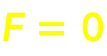 F = 0